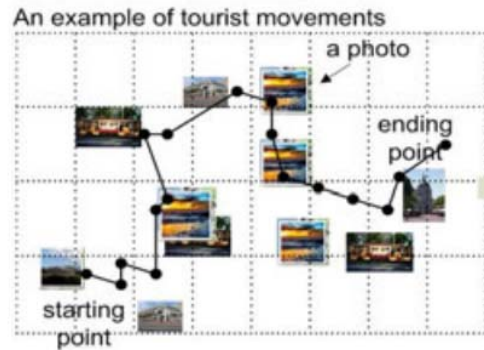 An example of tourist movements
a photo
ending
point
starting
point